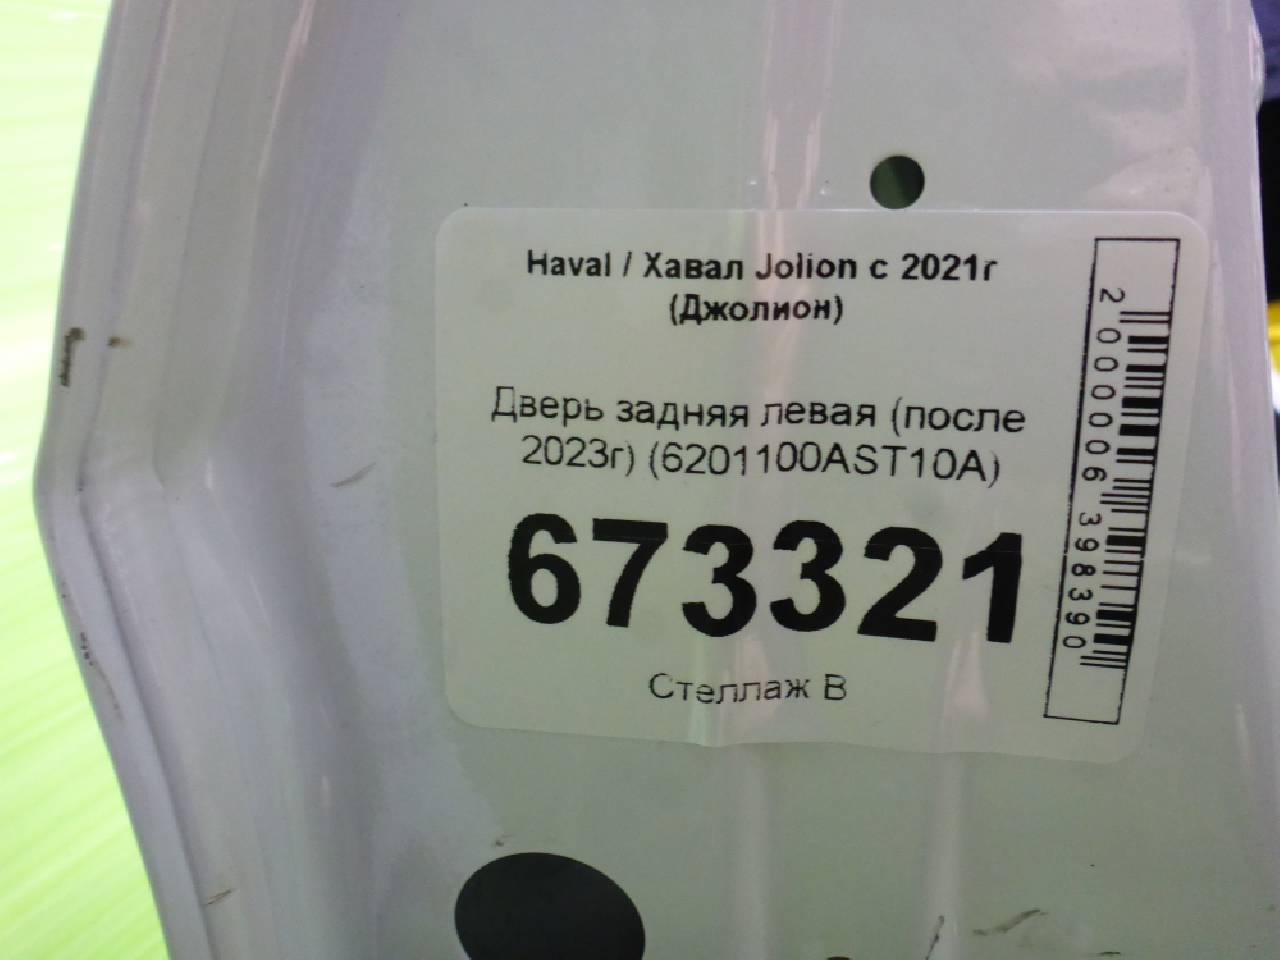 Haval / Хавал Jolion с 2021г
(Джолион)
Дверь задняя левая (после
2023г) (6201100AST10A)
673321
Стеллаж В
2000006398390